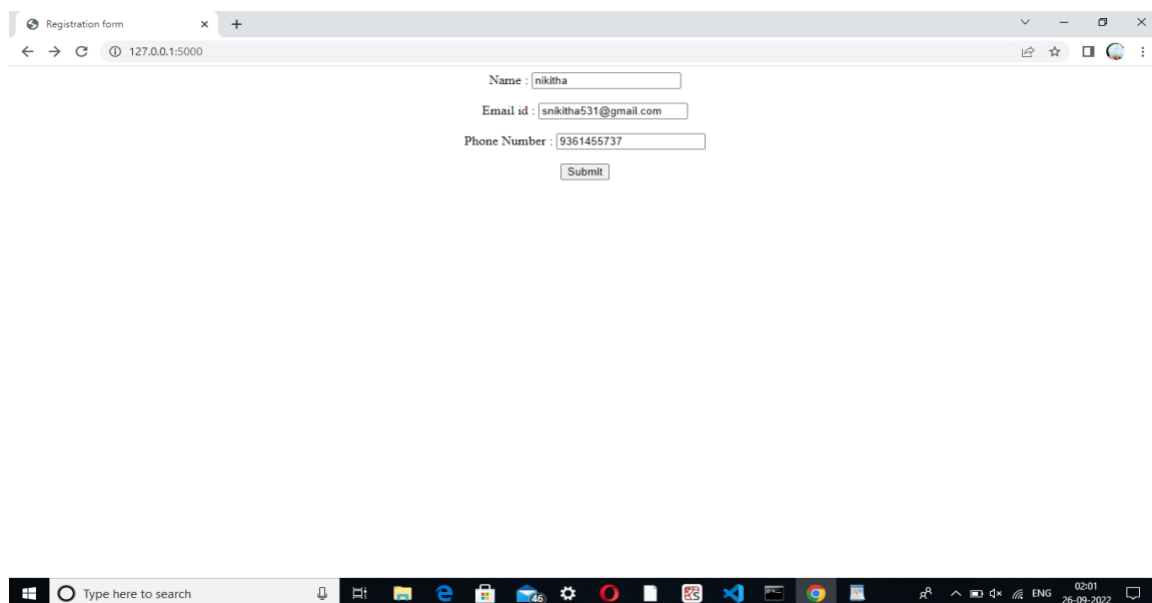 Registration form
127.0.0.1:5000
Name : nikitha
Email id : snikitha531@gmail.com
Phone Number : 9361455737
Submit
Type here to search
46
ENG
02:01
26-09-2022